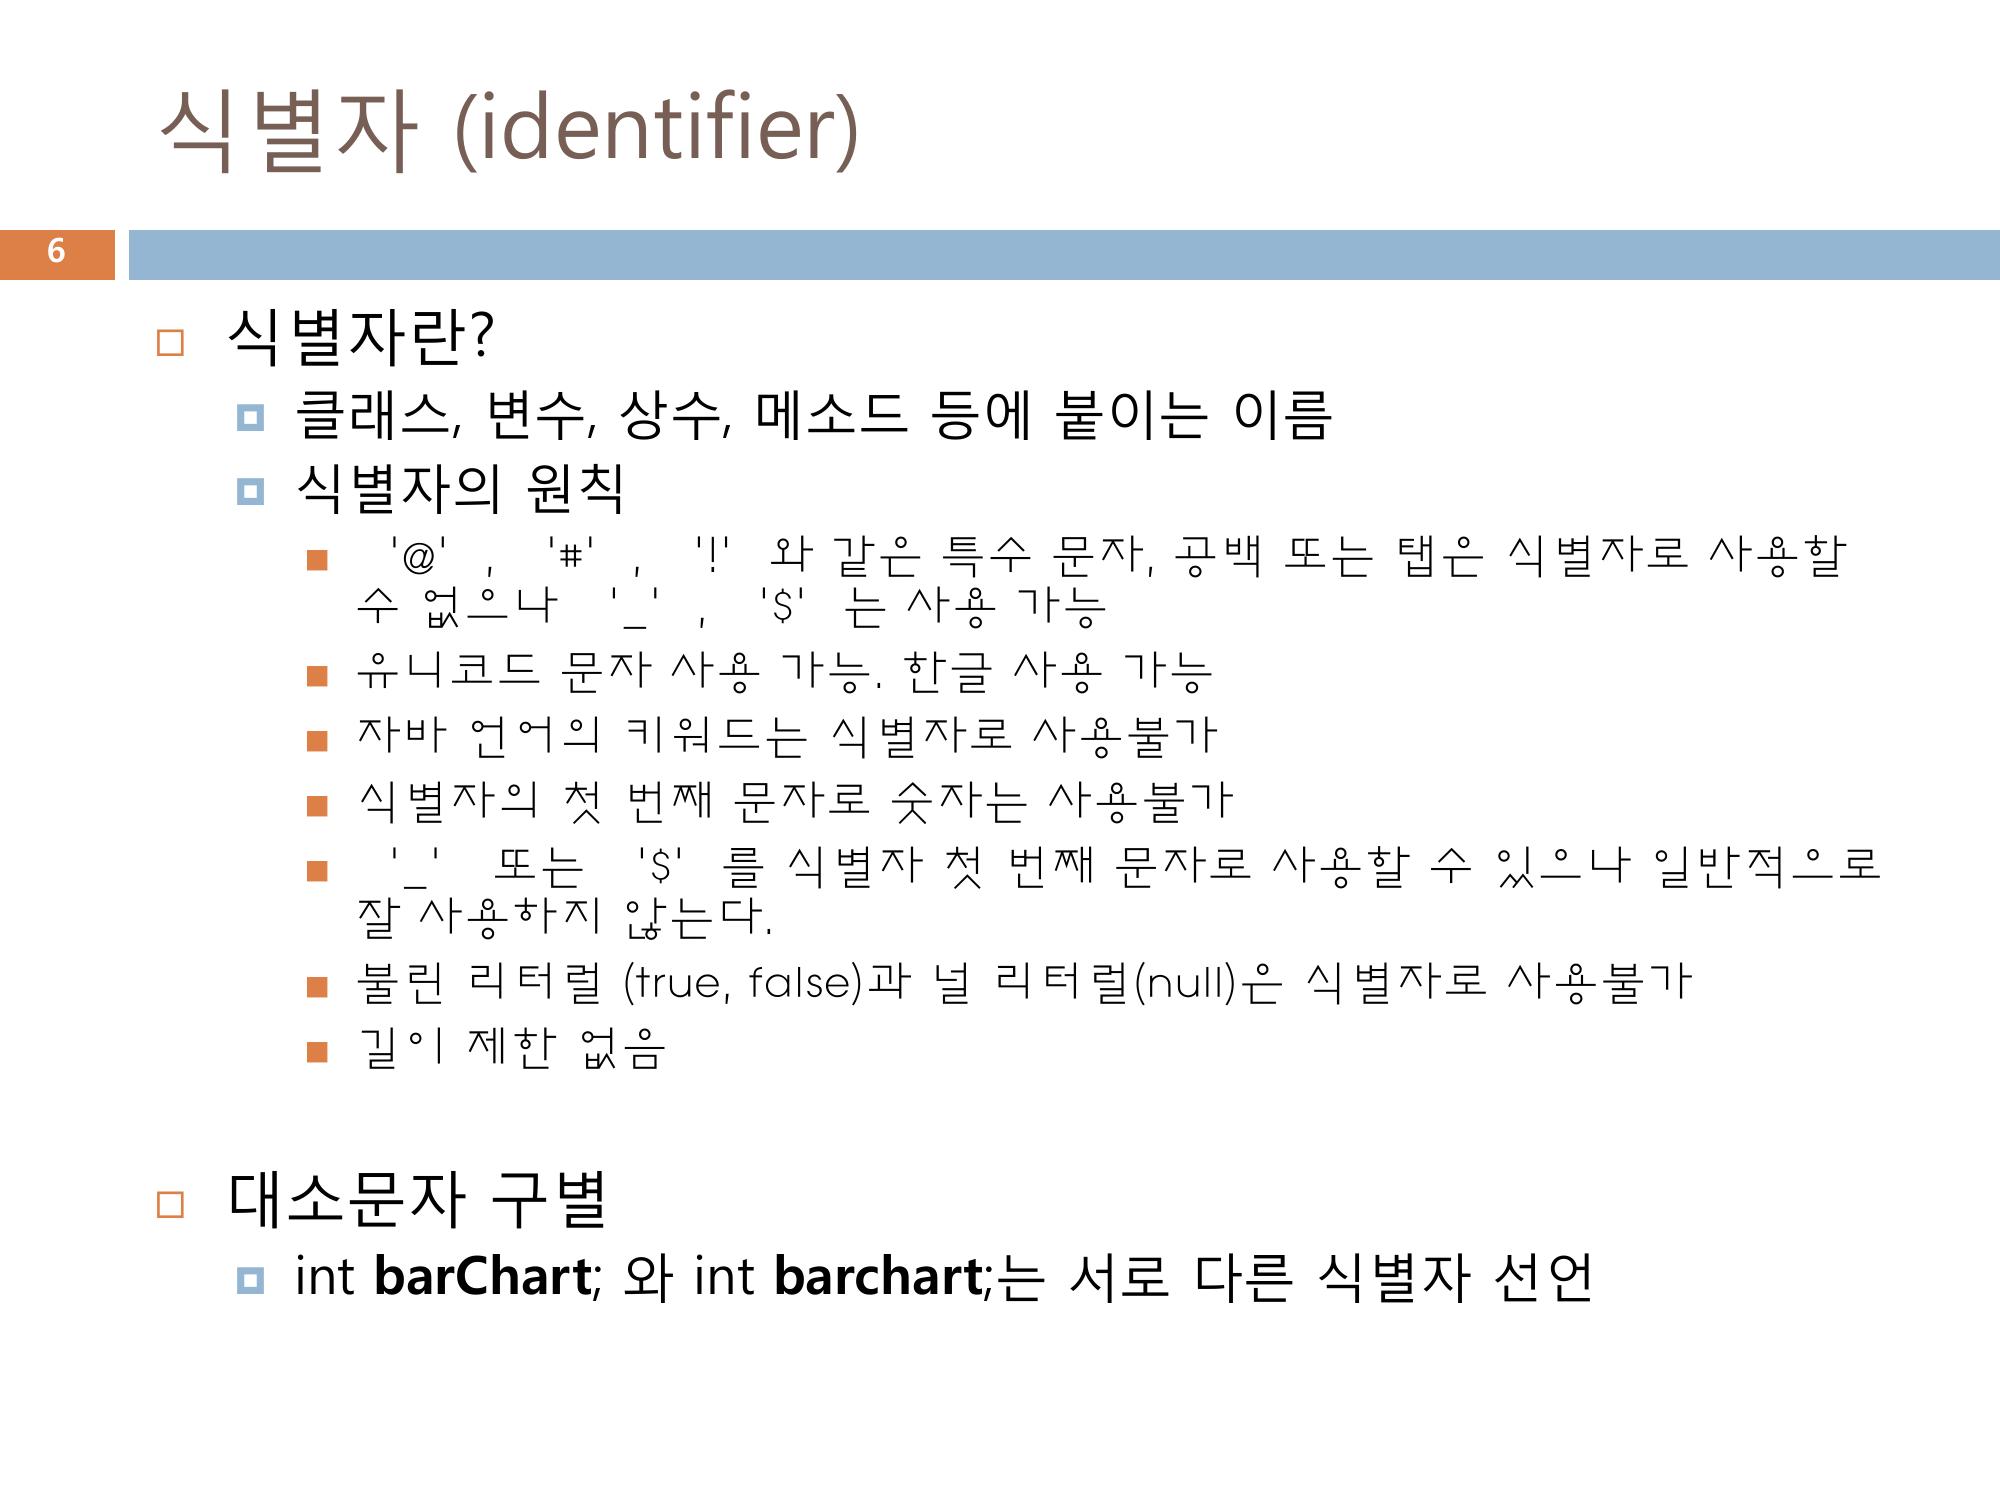 식별자 (identifier)
6
식별자란?
클래스, 변수, 상수, 메소드 등에 붙이는 이름
식별자의 원칙
'@' , '#' , '!' 와 같은 특수 문자, 공백 또는 탭은 식별자로 사용할
수 없으나 '_' , '$' 는 사용 가능
유니코드 문자 사용 가능. 한글 사용 가능
자바 언어의 키워드는 식별자로 사용불가
식별자의 첫 번째 문자로 숫자는 사용불가
'_' 또는 '$' 를 식별자 첫 번째 문자로 사용할 수 있으나 일반적으로
잘 사용하지 않는다.
불린 리터럴 (true, false)과 널 리터럴(null)은 식별자로 사용불가
길이 제한 없음
대소문자 구별
int barChart; 와 int barchart;는 서로 다른 식별자 선언